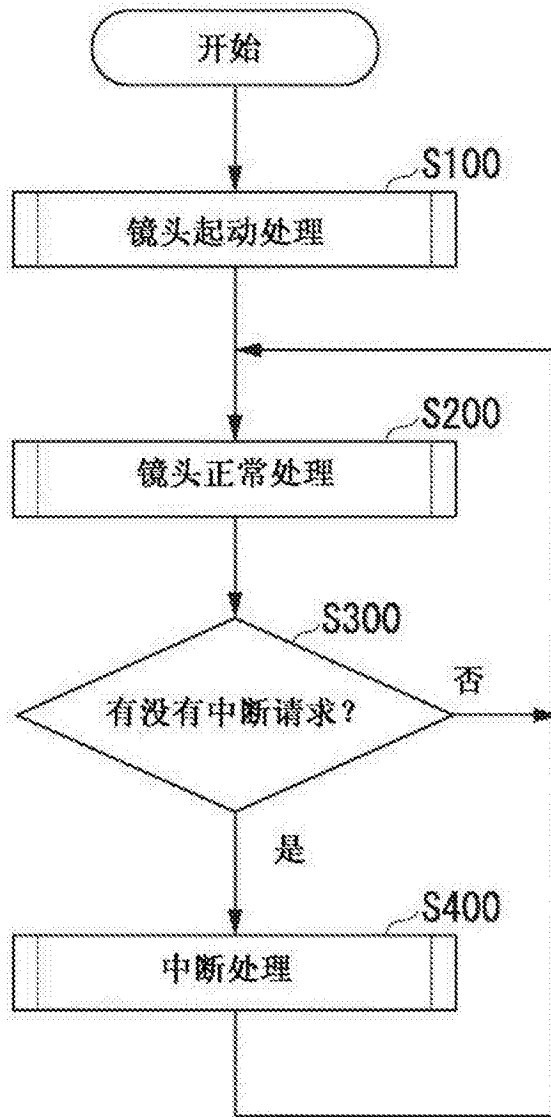 开始
S100
镜头起动处理
S200
镜头正常处理
S300
有没有中断请求?
否
是
S400
中断处理